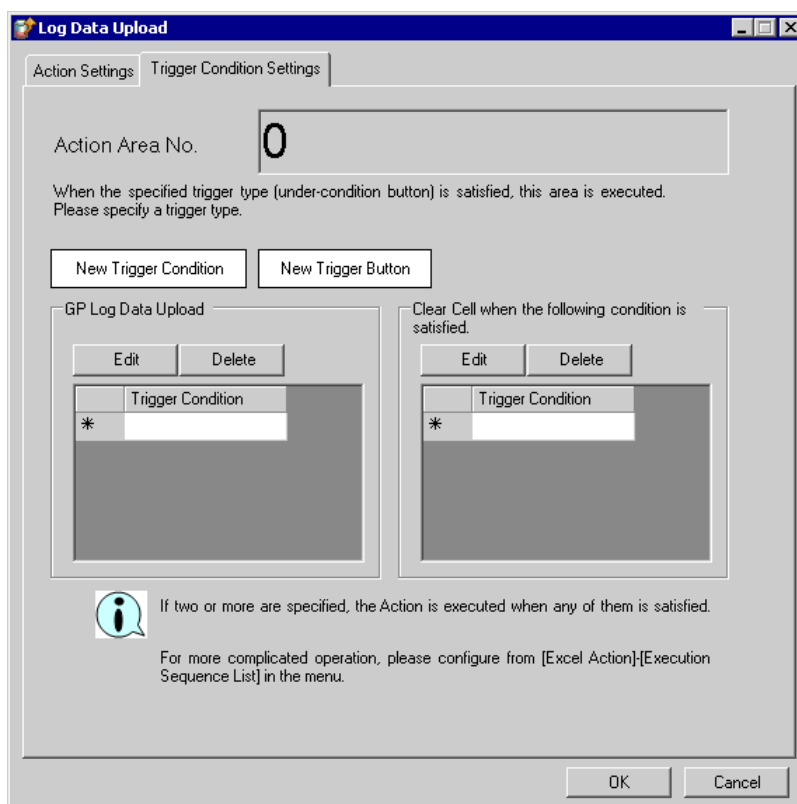 Log Data Upload
Action Settings
Trigger Condition Settings
Action Area No.
0
When the specified trigger type (under-condition button) is satisfied, this area is executed.
Please specify a trigger type.
New Trigger Condition
New Trigger Button
GP Log Data Upload
Edit
Delete
Trigger Condition
*
Clear Cell when the following condition is
satisfied.
Edit
Delete
Trigger Condition
*
If two or more are specified, the Action is executed when any of them is satisfied.
For more complicated operation, please configure from [Excel Action]-[Execution
Sequence List] in the menu.
OK
Cancel